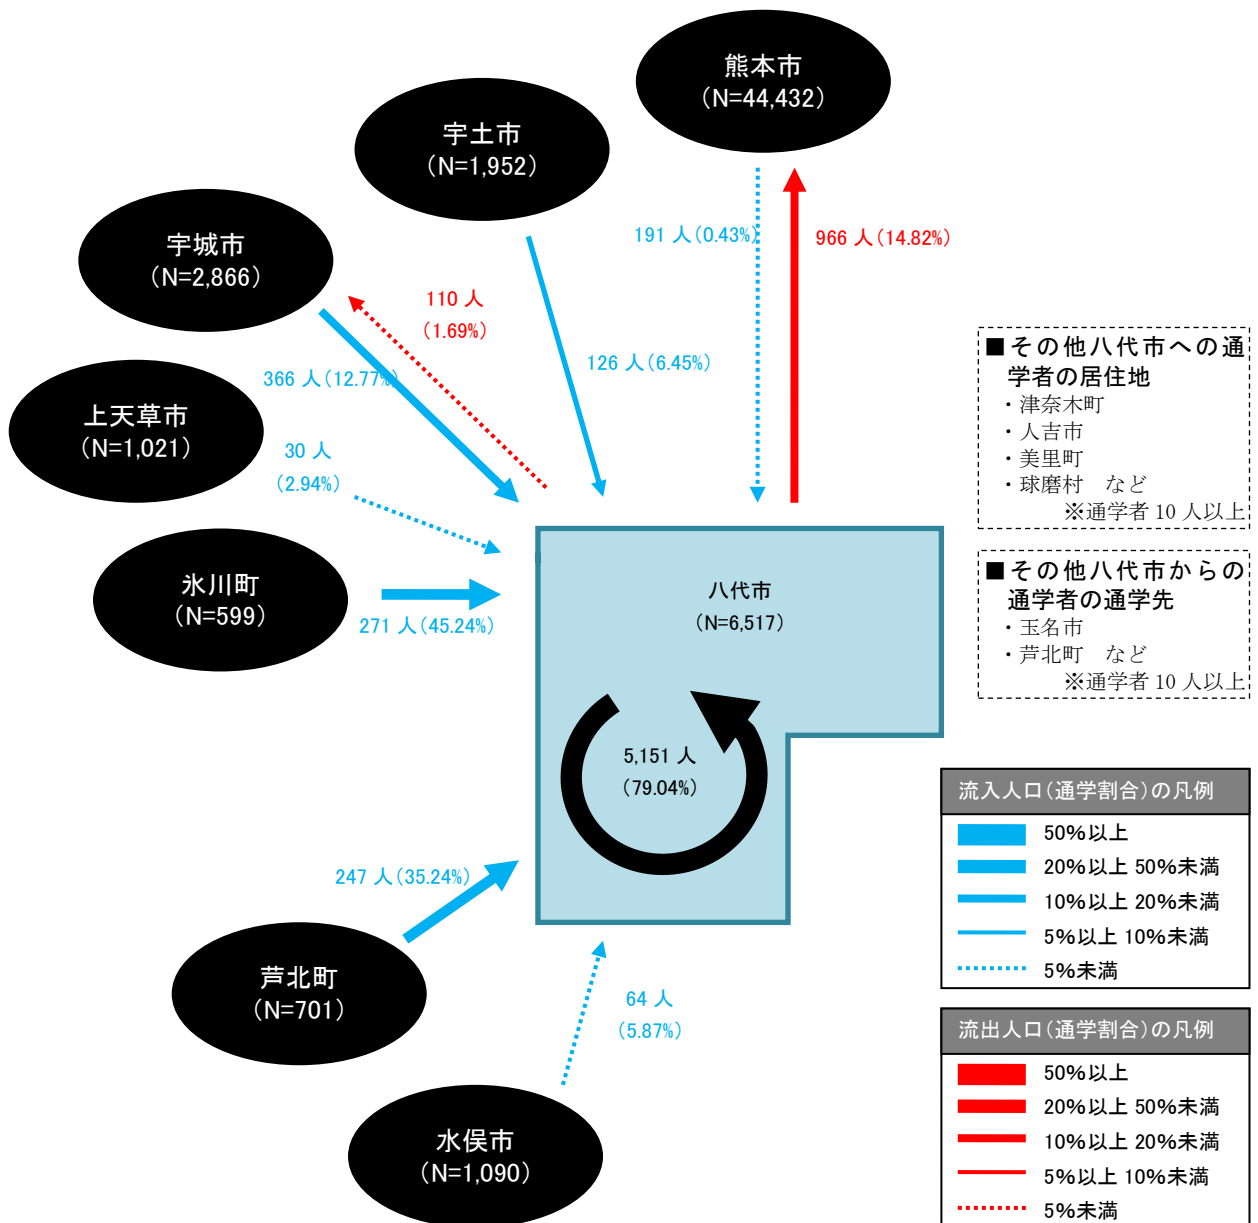 熊本市
(N=44,432)
宇土市
(N=1,952)
宇城市
(N=2,866)
191 人(0.43%)
966 人(14.82%)
110 人
(1.69%)
126 人(6.45%)
366 人(12.77%)
上天草市
(N=1,021)
30 人
(2.94%)
氷川町
(N=599)
271 人(45.24%)
八代市
(N=6,517)
5,151 人
(79.04%)
247 人(35.24%)
芦北町
(N=701)
64 人
(5.87%)
水俣市
(N=1,090)
■その他八代市への通
学者の居住地
・津奈木町
・人吉市
・美里町
・球磨村 など
※通学者 10 人以上
■その他八代市からの
通学者の通学先
・玉名市
・芦北町 など
※通学者 10 人以上
流入人口(通学割合)の凡例
50%以上
20%以上 50%未満
10%以上 20%未満
5%以上 10%未満
5%未満
流出人口(通学割合)の凡例
50%以上
20%以上 50%未満
10%以上 20%未満
5%以上 10%未満
5%未満